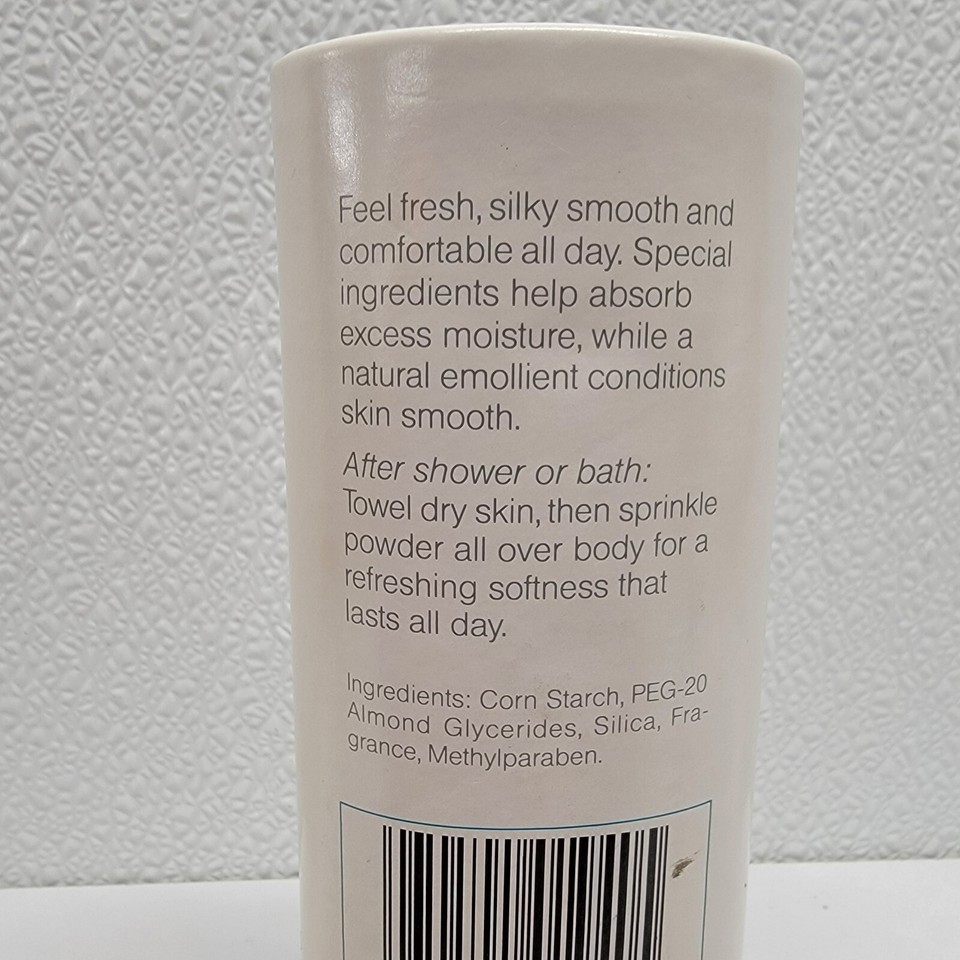 Feel fresh, silky smooth and
comfortable all day. Special
ingredients help absorb
excess moisture, while a
natural emollient conditions
skin smooth.
After shower or bath:
Towel dry skin, then sprinkle
powder all over body for a
refreshing softness that
lasts all day.
Ingredients: Corn Starch, PEG-20
Almond Glycerides, Silica, Fra-
grance, Methylparaben.